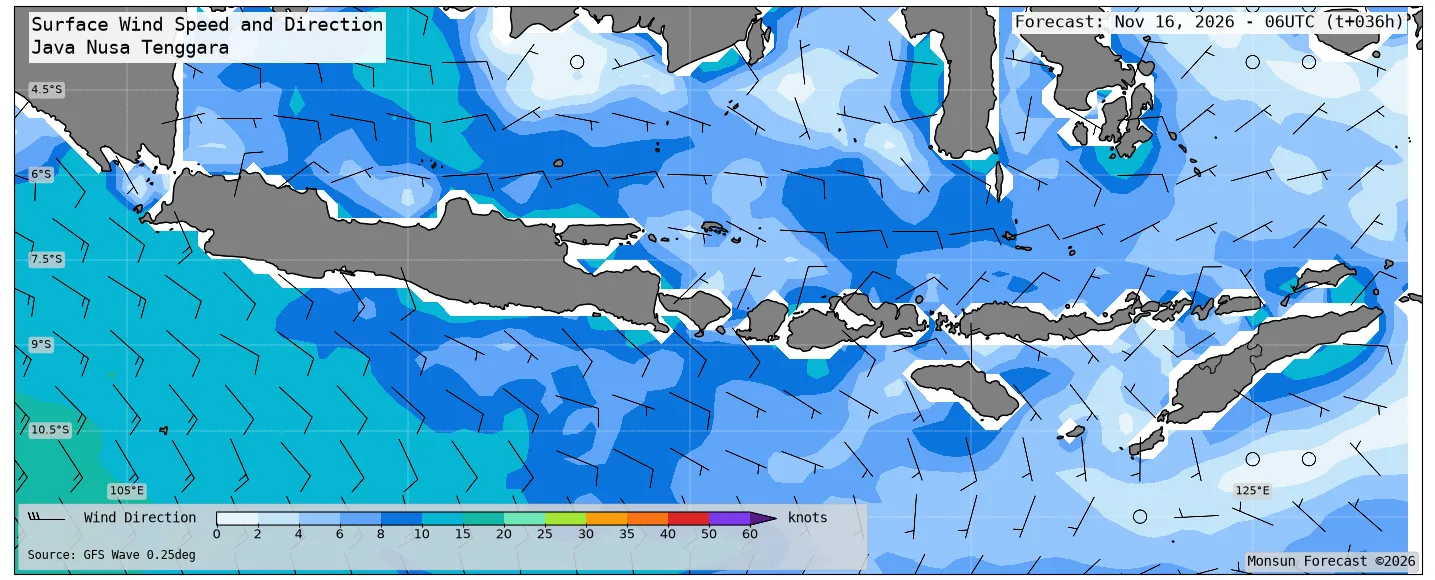 Surface Wind Speed and Direction
Java Nusa Tenggara
Forecast: Nov 16, 2026 - 06UTC (t+036h)
4.5°S
6°S
7.5°S
9°S
10.5°S
105°E
125°E
Wind Direction
knots
0 2 4 6 8 10 15 20 25 30 35 40 50 60
Source: GFS Wave 0.25deg
Monsun Forecast ©2026